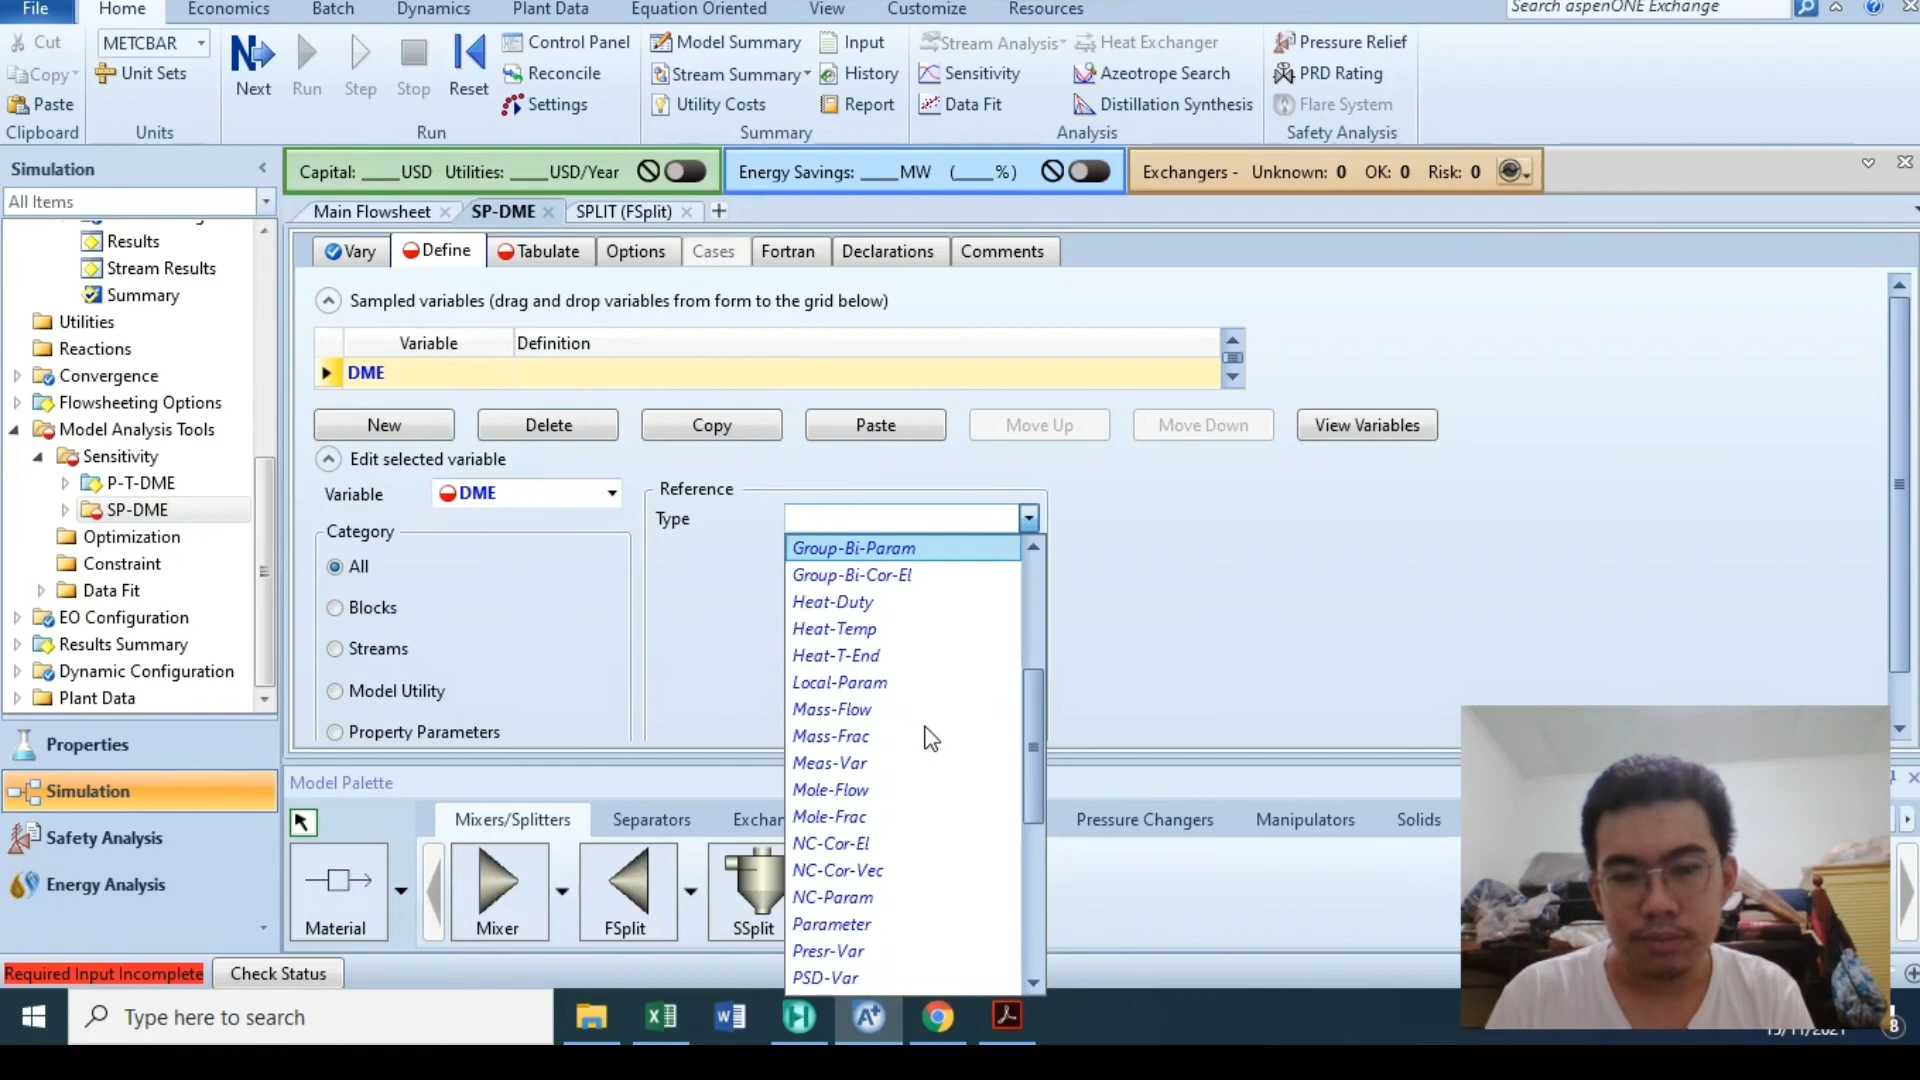 File Home Economics Batch Dynamics Plant Data Equation Oriented View Customize Resources Search aspenONE Exchange
Cut METCBAR Control Panel Model Summary Input Stream Analysis Heat Exchanger Pressure Relief
Copy Unit Sets Reconcile Stream Summary History Sensitivity Azeotrope Search PRD Rating
Next Run Step Stop Reset
Paste Settings Utility Costs Report Data Fit Distillation Synthesis Flare System
Clipboard Units Run Summary Analysis Safety Analysis
Simulation Capital: ____USD Utilities: ____USD/Year Energy Savings: ____MW (____%) Exchangers - Unknown: 0 OK: 0 Risk: 0
All Items Main Flowsheet SP-DME SPLIT (FSplit)
Results
Stream Results
Summary
Utilities
Reactions
Convergence
Flowsheeting Options
Model Analysis Tools
Sensitivity
P-T-DME
SP-DME
Optimization
Constraint
Data Fit
EO Configuration
Results Summary
Dynamic Configuration
Plant Data
Properties
Simulation
Safety Analysis
Energy Analysis
Vary Define Tabulate Options Cases Fortran Declarations Comments
Sampled variables (drag and drop variables from form to the grid below)
Variable Definition
DME
New Delete Copy Paste Move Up Move Down View Variables
Edit selected variable
Variable DME
Category
All
Blocks
Streams
Model Utility
Property Parameters
Reference
Type
Group-Bi-Param
Group-Bi-Cor-El
Heat-Duty
Heat-Temp
Heat-T-End
Local-Param
Mass-Flow
Mass-Frac
Meas-Var
Mole-Flow
Mole-Frac
NC-Cor-El
NC-Cor-Vec
NC-Param
Parameter
Presr-Var
PSD-Var
Model Palette
Mixers/Splitters Separators Pressure Changers Manipulators Solids
Material Mixer FSplit SSplit
Required Input Incomplete Check Status
Type here to search
8